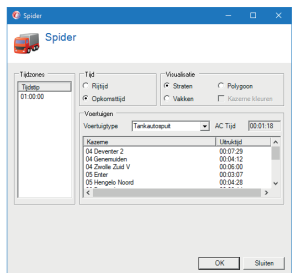 Spider
Spider
Tijdzones
Tijdstip
01:00:00
Tijd
Rijtijd
Opkomsttijd
Visualisatie
Straten
Polygoon
Vakken
Kazerne kleuren
Voertuigen
Voertuigtype
Tankautospuit
AC Tijd
00:01:18
Kazerne Uitruktijd
04 Deventer 2 00:07:29
04 Genemuiden 00:04:12
04 Zwolle Zuid V 00:06:00
05 Enter 00:03:07
05 Hengelo Noord 00:04:28
OK
Sluiten